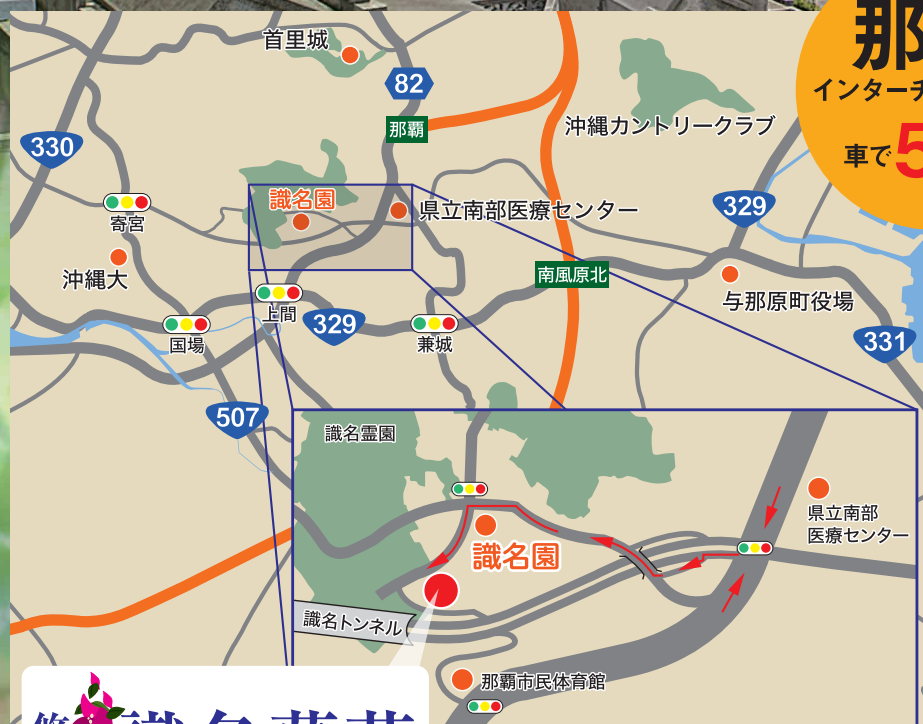 首里城
82
那覇
沖縄カントリークラブ
那
インターチ
車で5
330
寄宮
識名園
県立南部医療センター
329
沖縄大
南風原北
与那原町役場
上間
329
国場
兼城
331
507
識名霊園
県立南部
医療センター
識名園
識名トンネル
那覇市民体育館